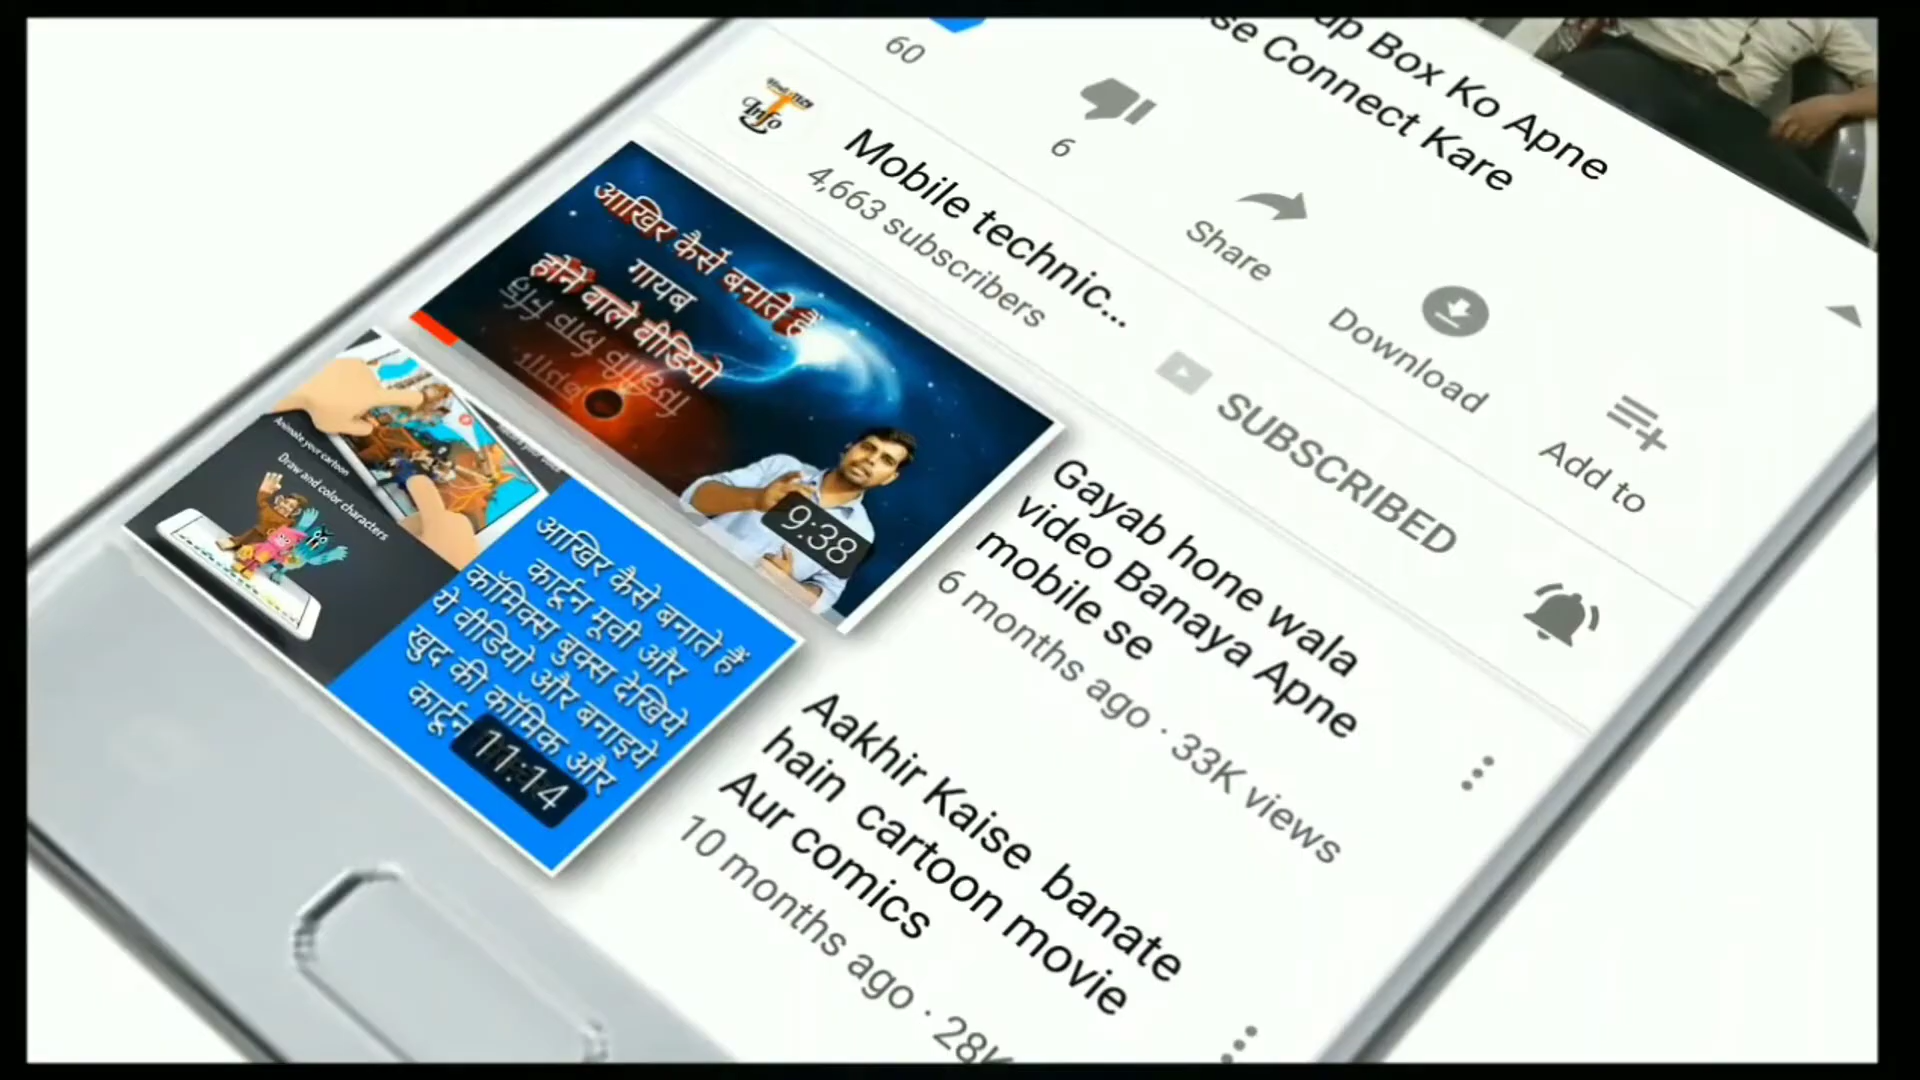 up Box Ko Apne
se Connect Kare
60
6
Share
Download
Add to
Info
Mobile technic...
4,663 subscribers
SUBSCRIBED
आखिर कैसे बनाते हैं
गायब
होने वाले वीडियो
9:38
Gayab hone wala
video Banaya Apne
mobile se
6 months ago · 33K views
Animate your cartoon
Draw and color characters
आखिर कैसे बनाते हैं
कार्टून मूवी और
कॉमिक्स बुक्स देखिये
ये वीडियो और बनाइये
खुद की कॉमिक और
कार्टून
11:14
Aakhir Kaise banate
hain cartoon movie
Aur comics
10 months ago · 28K